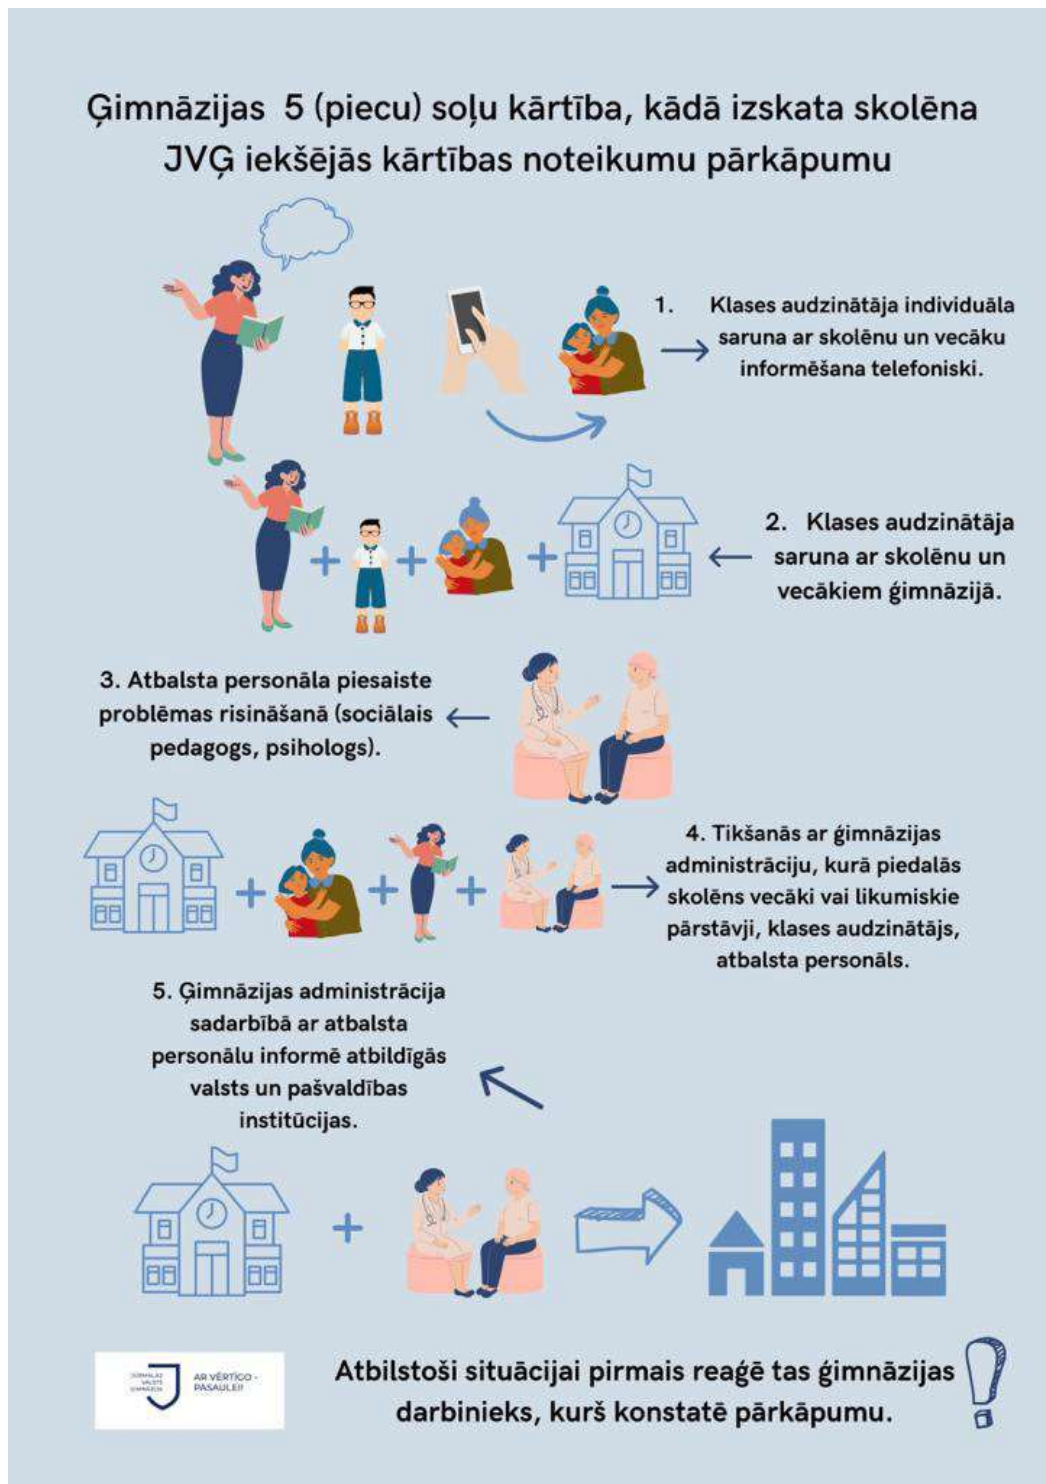 Ģimnāzijas 5 (piecu) soļu kārtība, kādā izskata skolēna
JVĢ iekšējās kārtības noteikumu pārkāpumu
1. Klases audzinātāja individuāla
saruna ar skolēnu un vecāku
informēšana telefoniski.
2. Klases audzinātāja
saruna ar skolēnu un
vecākiem ģimnāzijā.
3. Atbalsta personāla piesaiste
problēmas risināšanā (sociālais
pedagogs, psihologs).
4. Tikšanās ar ģimnāzijas
administrāciju, kurā piedalās
skolēns vecāki vai likumiskie
pārstāvji, klases audzinātājs,
atbalsta personāls.
5. Ģimnāzijas administrācija
sadarbībā ar atbalsta
personālu informē atbildīgās
valsts un pašvaldības
institūcijas.
JŪRMALAS
VALSTS
ĢIMNĀZIJA
AR VĒRTĪGO -
PASAULEI!
Atbilstoši situācijai pirmais reaģē tas ģimnāzijas
darbinieks, kurš konstatē pārkāpumu.